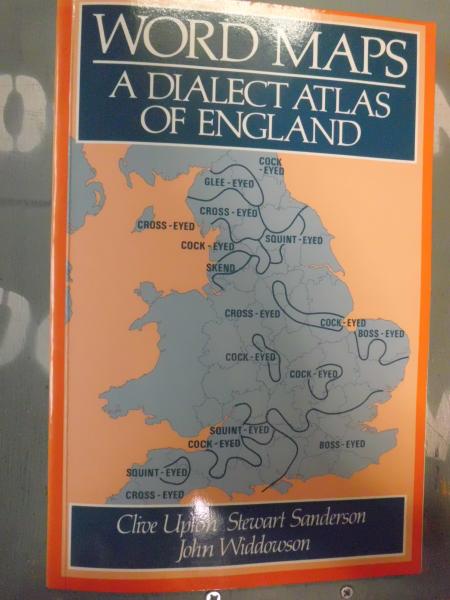 WORD MAPS
A DIALECT ATLAS
OF ENGLAND
COCK
-EYED
GLEE-EYED
CROSS-EYED
CROSS-EYED
SQUINT-EYED
COCK-EYED
SKEND
CROSS-EYED
COCK-EYED
BOSS-EYED
COCK-EYED
COCK-EYED
SQUINT-EYED
COCK-EYED
BOSS-EYED
SQUINT-EYED
CROSS-EYED
Clive Upton Stewart Sanderson
John Widdowson